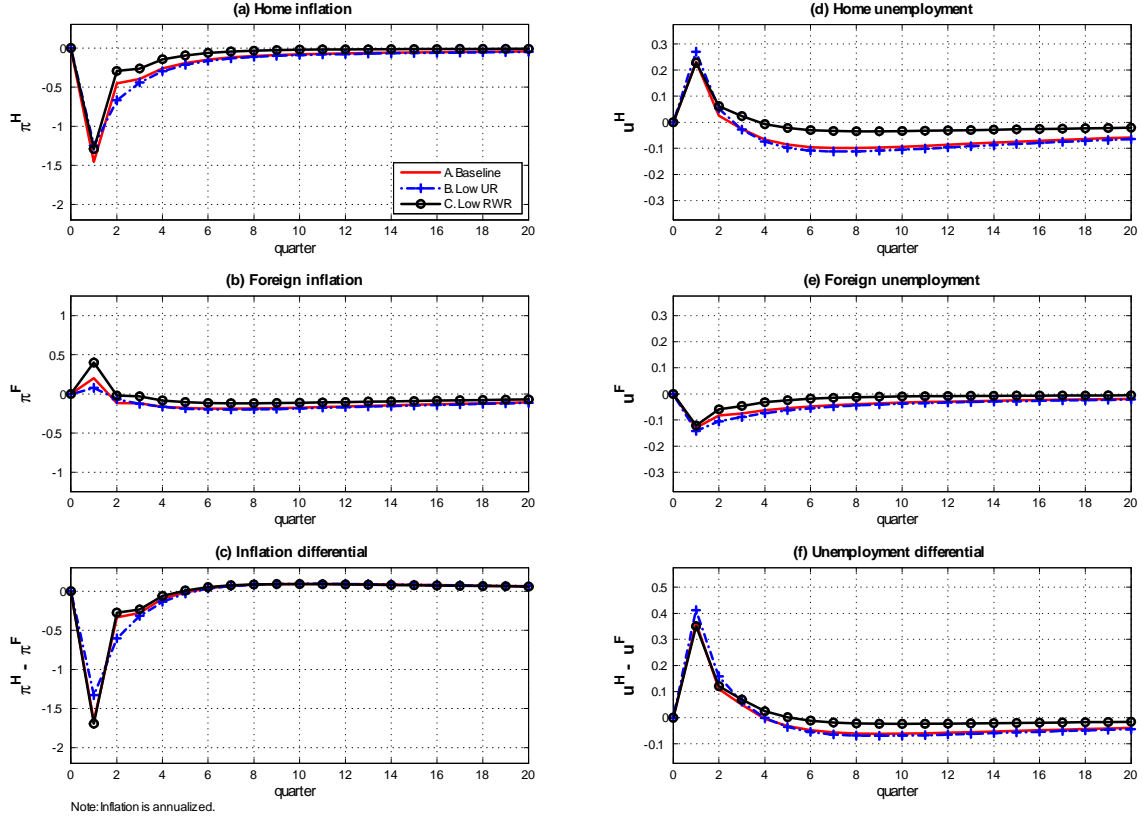 (a) Home inflation
0
-0.5
-1
-1.5
-2
π^H
0 2 4 6 8 10 12 14 16 18 20
quarter
A. Baseline
B. Low UR
C. Low RWR
(d) Home unemployment
0.3
0.2
0.1
0
-0.1
-0.2
-0.3
u^H
0 2 4 6 8 10 12 14 16 18 20
quarter
(b) Foreign inflation
1
0.5
0
-0.5
-1
π^F
0 2 4 6 8 10 12 14 16 18 20
quarter
(e) Foreign unemployment
0.3
0.2
0.1
0
-0.1
-0.2
-0.3
u^F
0 2 4 6 8 10 12 14 16 18 20
quarter
(c) Inflation differential
0
-0.5
-1
-1.5
-2
π^H - π^F
0 2 4 6 8 10 12 14 16 18 20
quarter
(f) Unemployment differential
0.5
0.4
0.3
0.2
0.1
0
-0.1
u^H - u^F
0 2 4 6 8 10 12 14 16 18 20
quarter
Note: Inflation is annualized.